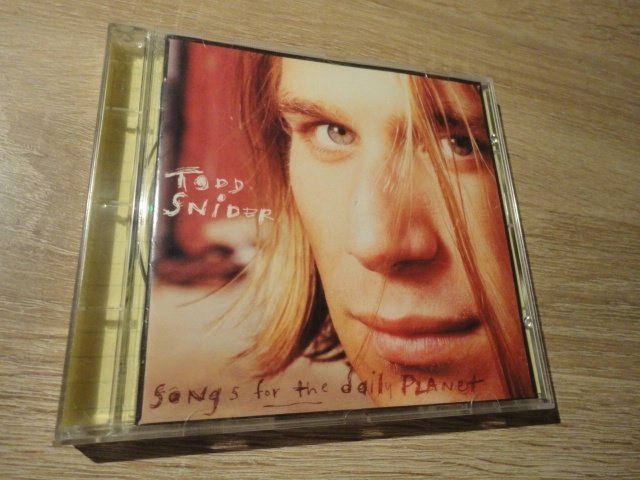 TODD
SNiDER
SONgS for the daily PLANet